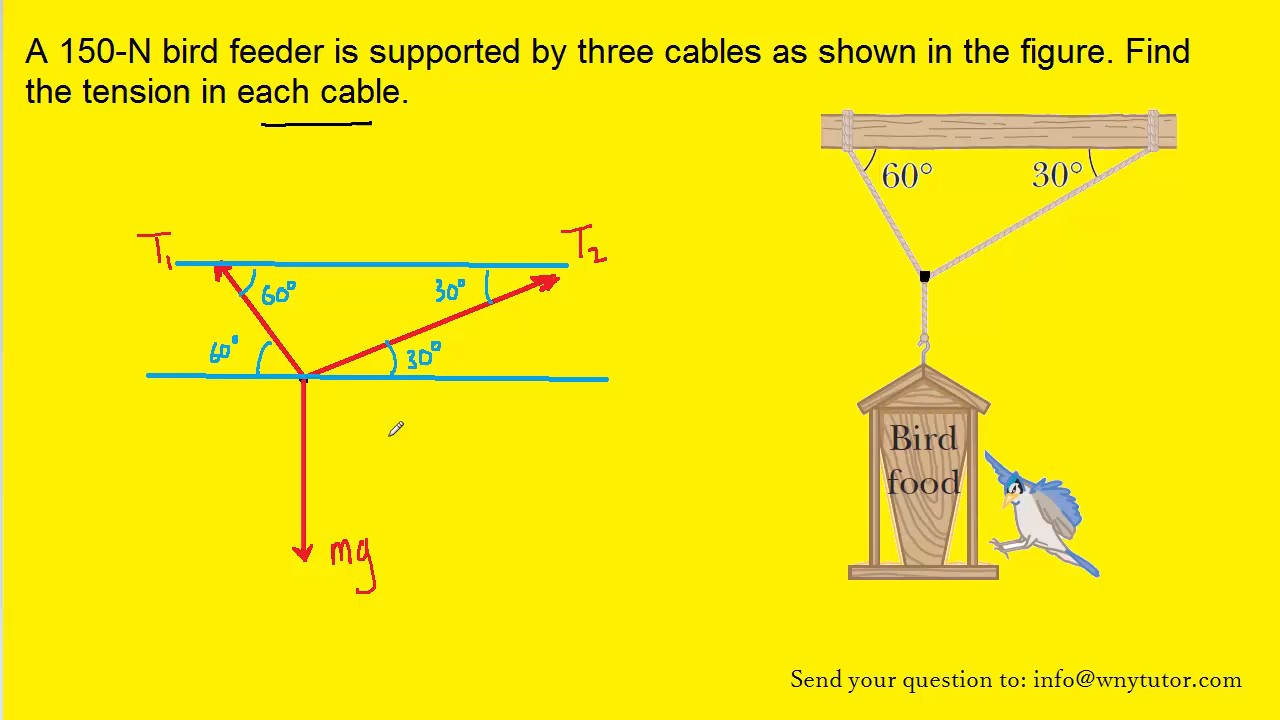 A 150-N bird feeder is supported by three cables as shown in the figure. Find
the tension in each cable.
60°
30°
T₁
T₂
60°
30°
60°
30°
Bird
food
mg
Send your question to: info@wnytutor.com